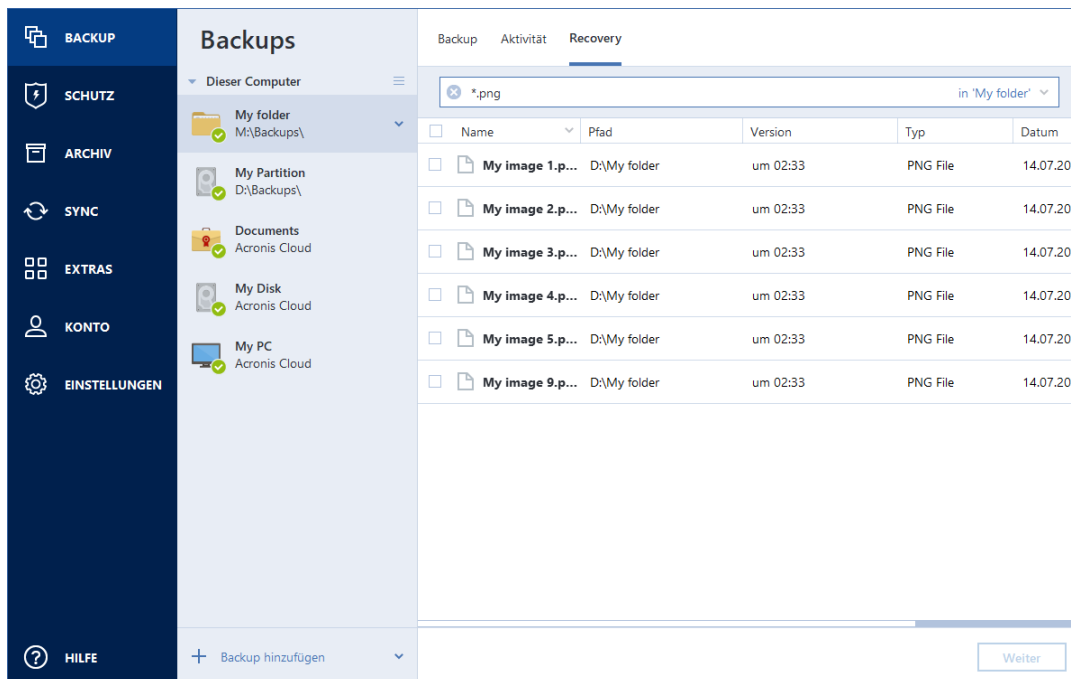 BACKUP
SCHUTZ
ARCHIV
SYNC
EXTRAS
KONTO
EINSTELLUNGEN
HILFE
Backups
Dieser Computer
My folder
M:\Backups\
My Partition
D:\Backups\
Documents
Acronis Cloud
My Disk
Acronis Cloud
My PC
Acronis Cloud
Backup hinzufügen
Backup Aktivität Recovery
*.png in 'My folder'
Name Pfad Version Typ Datum
My image 1.p... D:\My folder um 02:33 PNG File 14.07.20
My image 2.p... D:\My folder um 02:33 PNG File 14.07.20
My image 3.p... D:\My folder um 02:33 PNG File 14.07.20
My image 4.p... D:\My folder um 02:33 PNG File 14.07.20
My image 5.p... D:\My folder um 02:33 PNG File 14.07.20
My image 9.p... D:\My folder um 02:33 PNG File 14.07.20
Weiter